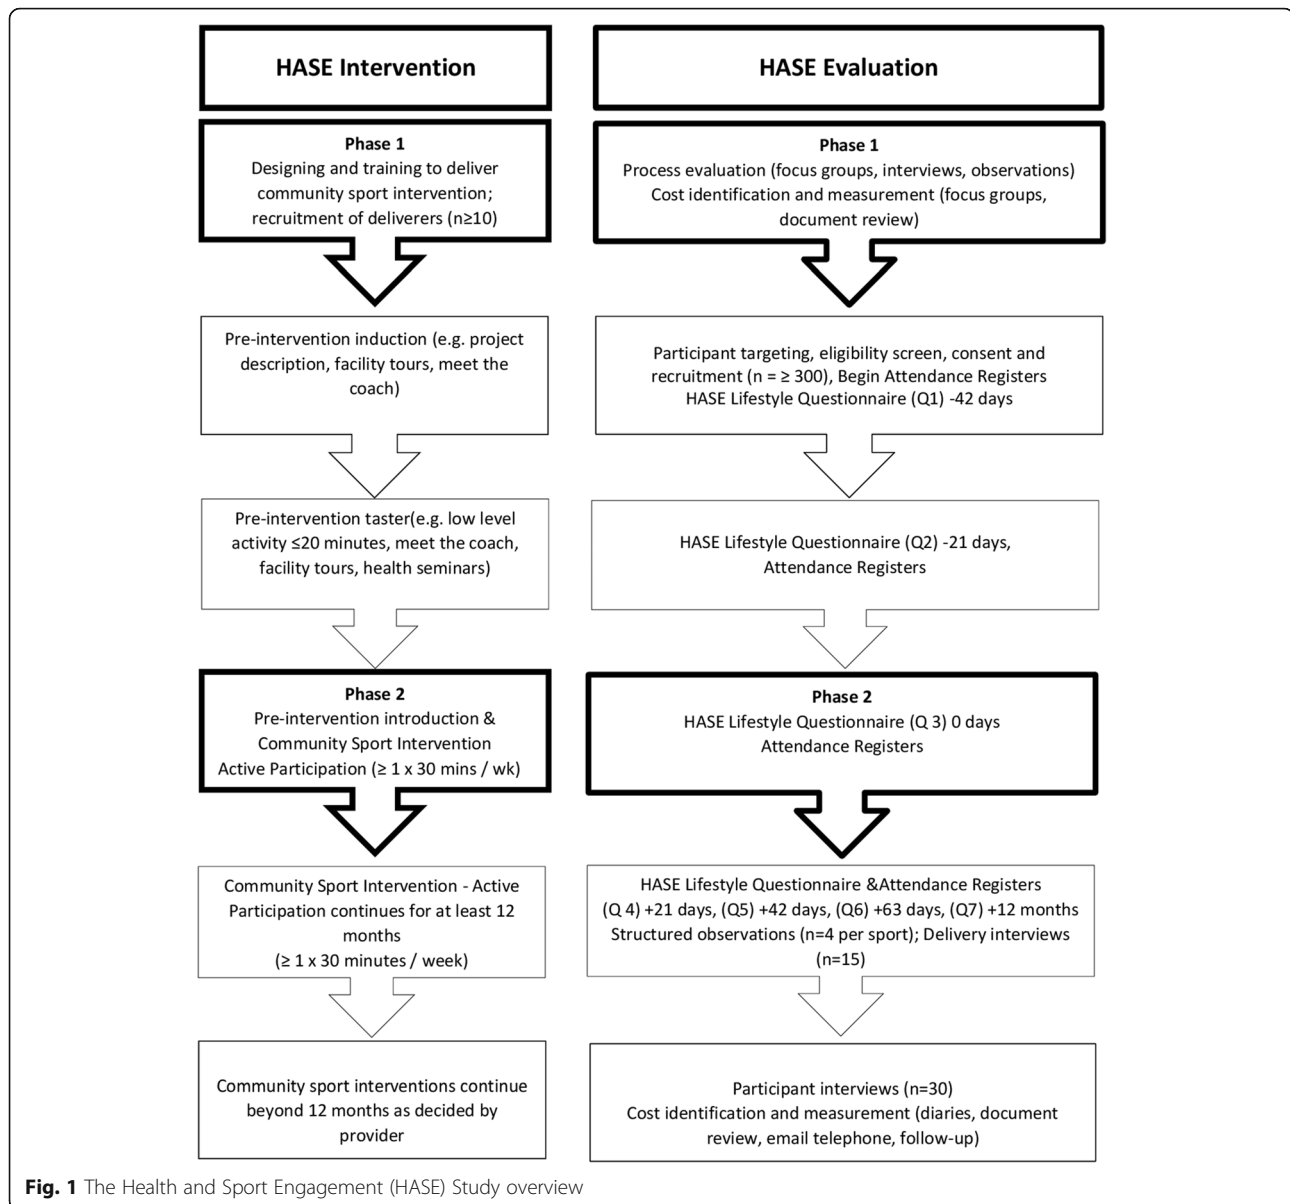 HASE Intervention
Phase 1
Designing and training to deliver
community sport intervention;
recruitment of deliverers (n≥10)
Pre-intervention induction (e.g. project
description, facility tours, meet the
coach)
Pre-intervention taster(e.g. low level
activity ≤20 minutes, meet the coach,
facility tours, health seminars)
Phase 2
Pre-intervention introduction &
Community Sport Intervention
Active Participation (≥ 1 x 30 mins / wk)
Community Sport Intervention - Active
Participation continues for at least 12
months
(≥ 1 x 30 minutes / week)
Community sport interventions continue
beyond 12 months as decided by
provider
HASE Evaluation
Phase 1
Process evaluation (focus groups, interviews, observations)
Cost identification and measurement (focus groups,
document review)
Participant targeting, eligibility screen, consent and
recruitment (n = ≥ 300), Begin Attendance Registers
HASE Lifestyle Questionnaire (Q1) -42 days
HASE Lifestyle Questionnaire (Q2) -21 days,
Attendance Registers
Phase 2
HASE Lifestyle Questionnaire (Q 3) 0 days
Attendance Registers
HASE Lifestyle Questionnaire &Attendance Registers
(Q 4) +21 days, (Q5) +42 days, (Q6) +63 days, (Q7) +12 months
Structured observations (n=4 per sport); Delivery interviews
(n=15)
Participant interviews (n=30)
Cost identification and measurement (diaries, document
review, email telephone, follow-up)
Fig. 1 The Health and Sport Engagement (HASE) Study overview